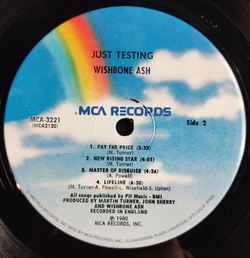 JUST TESTING
WISHBONE ASH
MCA-3221
(MCA3120)
MCA RECORDS
Side 2
1. PAY THE PRICE (3:13)
(M. Turner)
2. NEW RISING STAR (4:01)
(M. Turner)
3. MASTER OF DISGUISE (4:26)
(A. Powell)
4. LIFELINE (6:30)
(M. Turner-A. Powell-L. Wisefield-S. Upton)
All songs published by Pit Music - BMI
PRODUCED BY MARTIN TURNER, JOHN SHERRY
AND WISHBONE ASH
RECORDED IN ENGLAND
℗ 1980
MCA RECORDS, INC.